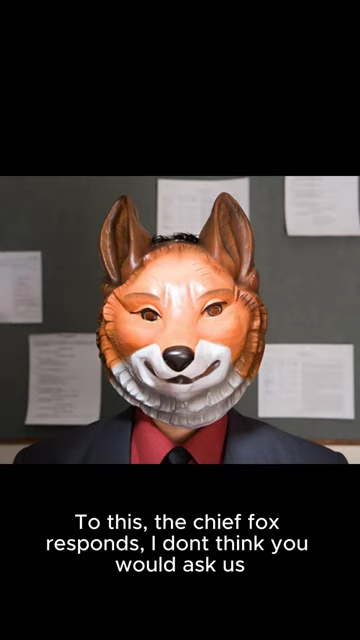 To this, the chief fox
responds, I dont think you
would ask us